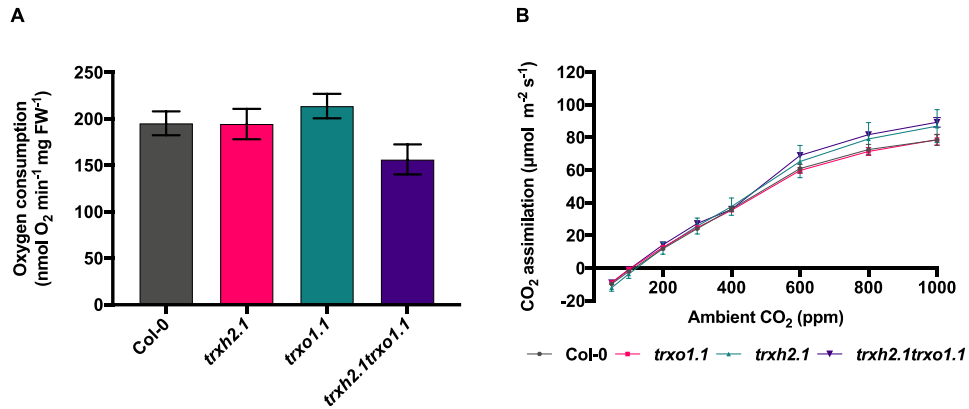 A
Oxygen consumption
(nmol O₂ min⁻¹ mg FW⁻¹)
250
200
150
100
50
0
Col-0
trxh2.1
trxo1.1
trxh2.1trxo1.1
B
CO₂ assimilation (µmol m⁻² s⁻¹)
120
100
80
60
40
20
0
-20
200
400
600
800
1000
Ambient CO₂ (ppm)
Col-0 trxo1.1 trxh2.1 trxh2.1trxo1.1